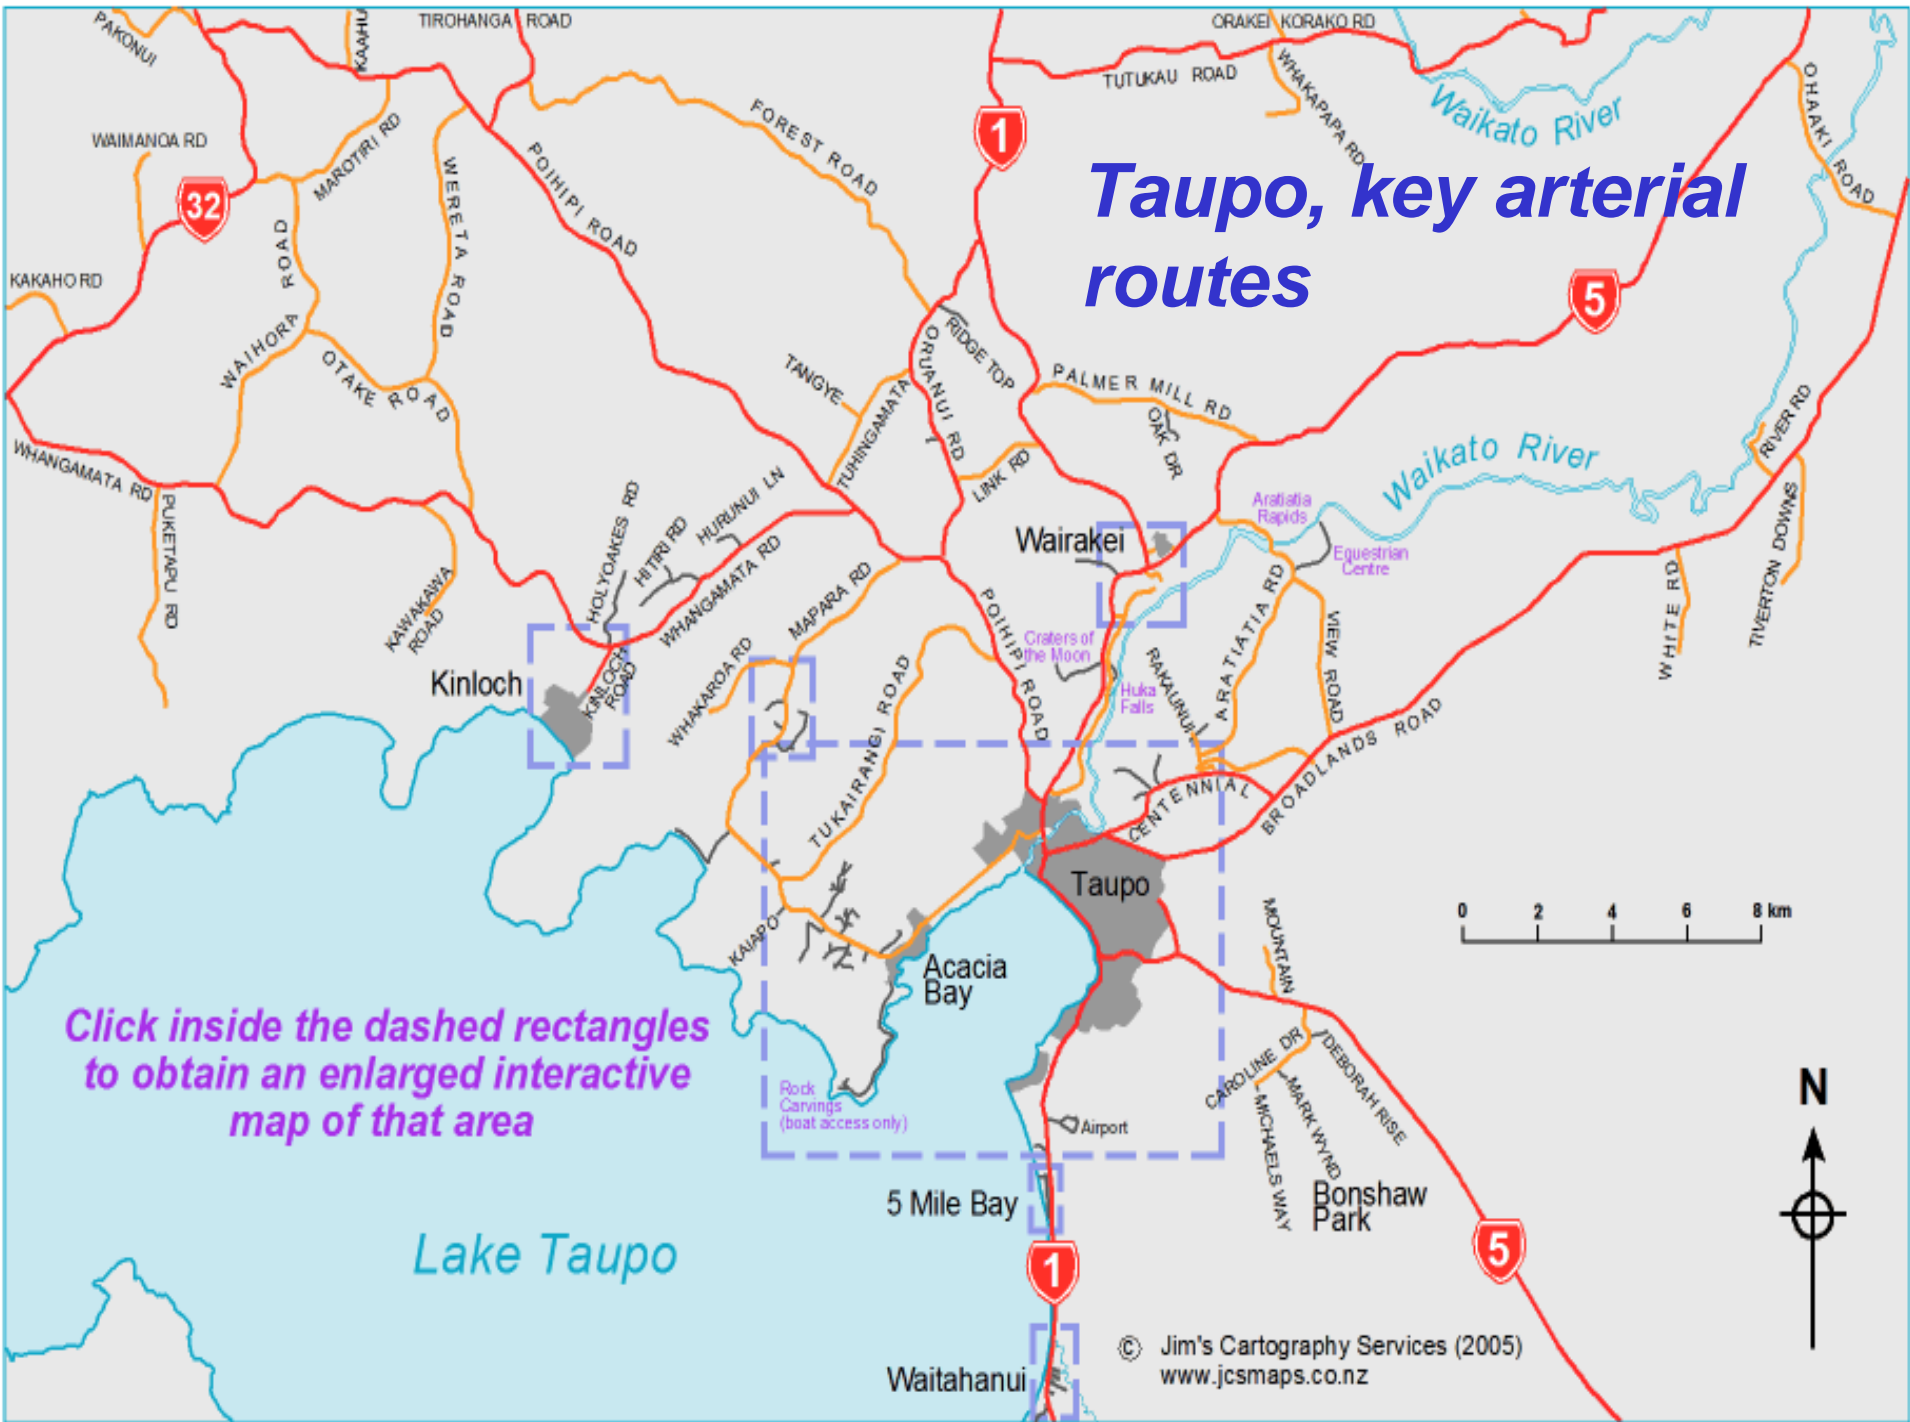 PAKONUI
KAAHU
TIROHANGA ROAD
ORAKEI KORAKO RD
TUTUKAU ROAD
WHAKAPAPA RD
Waikato River
OHAAKI ROAD
WAIMANOA RD
MAROTIRI RD
FOREST ROAD
1
32
POIHIPI ROAD
WERETA ROAD
Taupo, key arterial
routes
KAKAHO RD
WAIHORA ROAD
OTAKE ROAD
5
ORUANUI RD
RIDGE TOP
TANGYE
TUHINGAMATA
PALMER MILL RD
OAK DR
LINK RD
RIVER RD
Waikato River
WHANGAMATA RD
PUKETAPU RD
KAWAKAWA
ROAD
HOLYOAKES RD
HITIRI RD
HURUNUI LN
WHANGAMATA RD
Wairakei
Aratiatia
Rapids
Equestrian
Centre
TIVERTON DOWNS
WHITE RD
MAPARA RD
WHAKAROA RD
POIHIPI ROAD
Craters of
the Moon
Huka
Falls
RAKAUNUI
ARATIATIA RD
VIEW ROAD
Kinloch
KINLOCH
ROAD
TUKAIRANGI ROAD
CENTENNIAL
BROADLANDS ROAD
Taupo
0 2 4 6 8 km
KAIAPO
Acacia
Bay
MOUNTAIN
Click inside the dashed rectangles
to obtain an enlarged interactive
map of that area
Rock
Carvings
(boat access only)
Airport
CAROLINE DR
DEBORAH RISE
MARK WYND
MICHAELS WAY
Bonshaw
Park
N
5 Mile Bay
Lake Taupo
1
5
Waitahanui
© Jim's Cartography Services (2005)
www.jcsmaps.co.nz